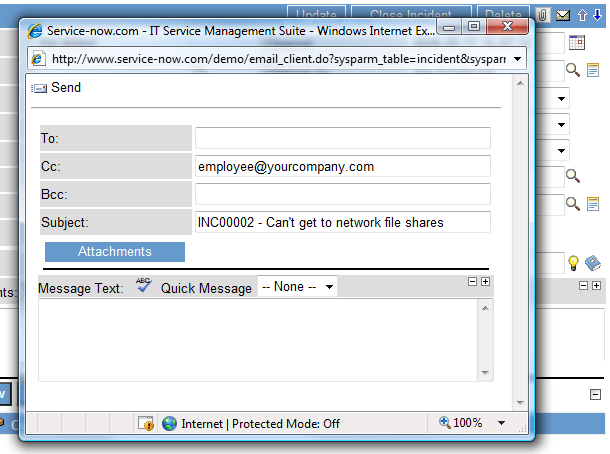 Update Close Incident Delete
Service-now.com - IT Service Management Suite - Windows Internet Ex...
http://www.service-now.com/demo/email_client.do?sysparm_table=incident&sysparr
Send
To:
Cc: employee@yourcompany.com
Bcc:
Subject: INC00002 - Can't get to network file shares
Attachments
Message Text: ABC Quick Message -- None --
nts:
Internet | Protected Mode: Off 100%